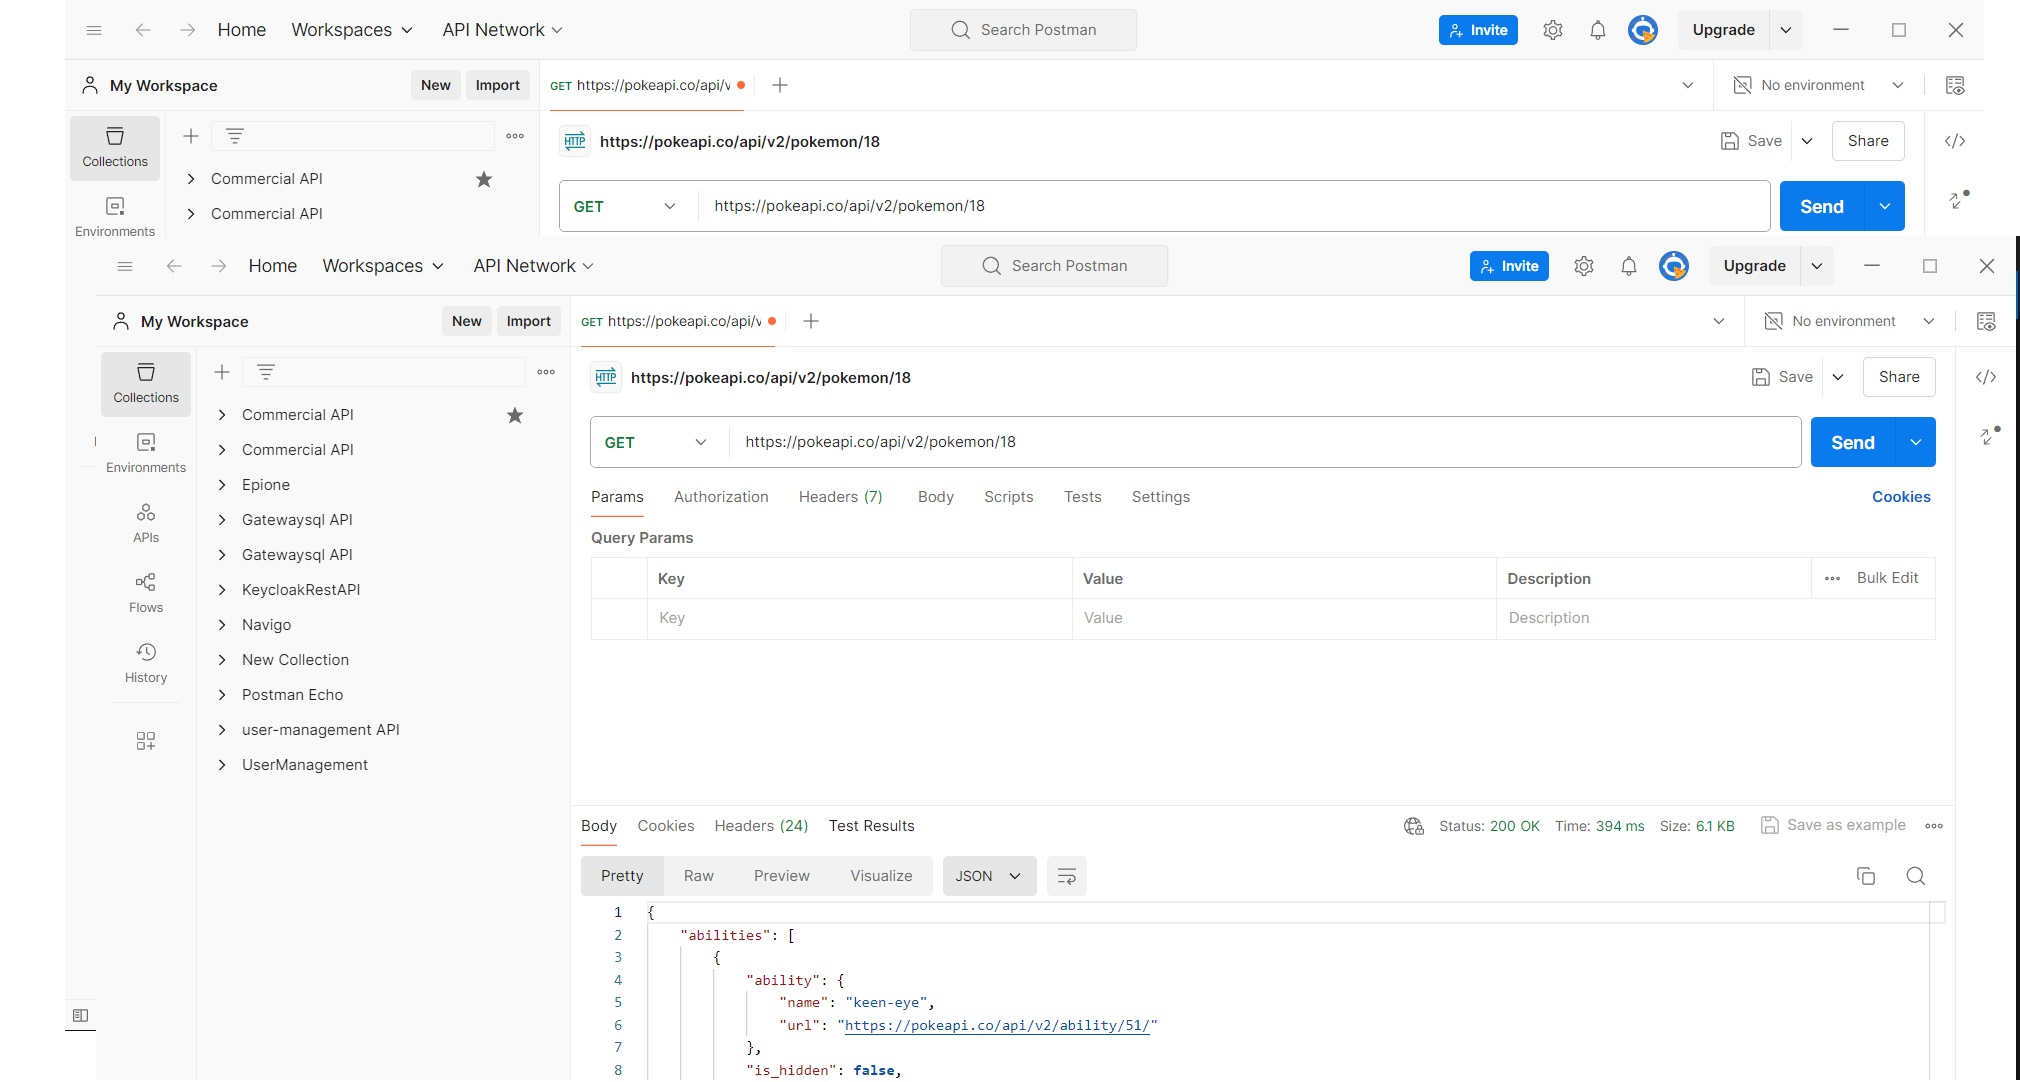 Home Workspaces API Network Search Postman Invite Upgrade
My Workspace New Import GET https://pokeapi.co/api/v No environment
Collections
HTTP https://pokeapi.co/api/v2/pokemon/18 Save Share </>
Commercial API
GET https://pokeapi.co/api/v2/pokemon/18 Send
Commercial API
Environments
Home Workspaces API Network Search Postman Invite Upgrade
My Workspace New Import GET https://pokeapi.co/api/v No environment
Collections
HTTP https://pokeapi.co/api/v2/pokemon/18 Save Share </>
Commercial API
GET https://pokeapi.co/api/v2/pokemon/18 Send
Commercial API
Environments
Epione
Params Authorization Headers (7) Body Scripts Tests Settings Cookies
Gatewaysql API
APIs
Query Params
Gatewaysql API
Key Value Description Bulk Edit
KeycloakRestAPI
Flows
Key Value Description
Navigo
New Collection
History
Postman Echo
user-management API
UserManagement
Body Cookies Headers (24) Test Results Status: 200 OK Time: 394 ms Size: 6.1 KB Save as example
Pretty Raw Preview Visualize JSON
1 {
2 "abilities": [
3 {
4 "ability": {
5 "name": "keen-eye",
6 "url": "https://pokeapi.co/api/v2/ability/51/"
7 },
8 "is_hidden": false,